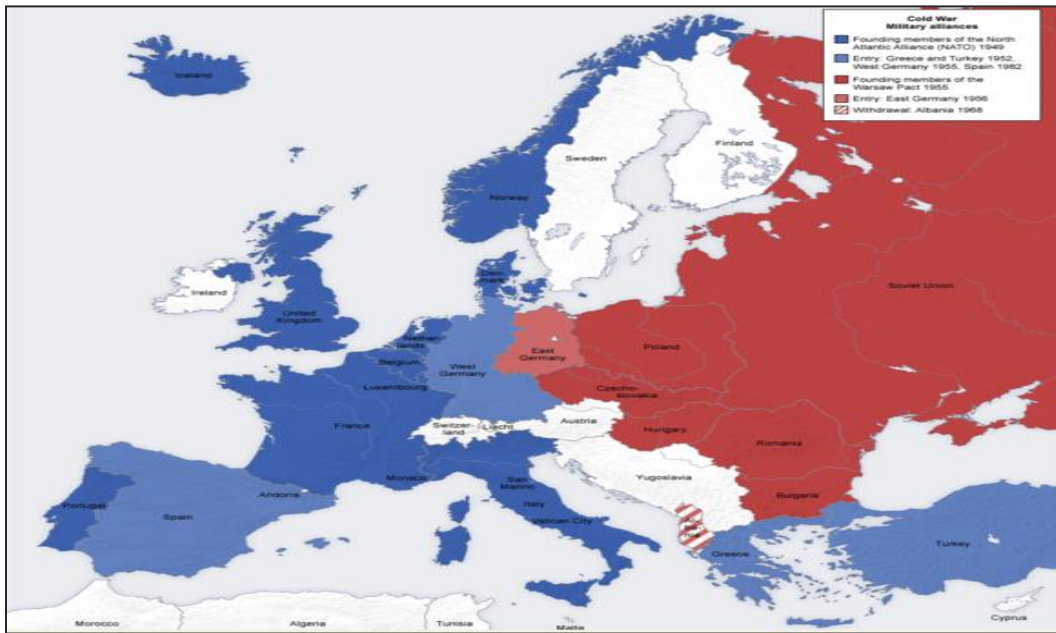 Cold War
Military alliances
Founding members of the North
Atlantic Alliance (NATO) 1949
Entry: Greece and Turkey 1952,
West Germany 1955, Spain 1982
Founding members of the
Warsaw Pact 1955
Entry: East Germany 1956
Withdrawal: Albania 1968
Iceland
Finland
Sweden
Norway
Ireland
Den-
mark
Soviet Union
United
Kingdom
Nether-
lands
East
Germany
Poland
Belgium
West
Germany
Luxembourg
Czecho-
slovakia
France
Switzer-
land
Liecht
Austria
Hungary
Romania
Yugoslavia
Monaco
San
Marino
Andorra
Italy
Bulgaria
Portugal
Spain
Vatican City
Greece
Turkey
Morocco
Algeria
Tunisia
Malta
Cyprus